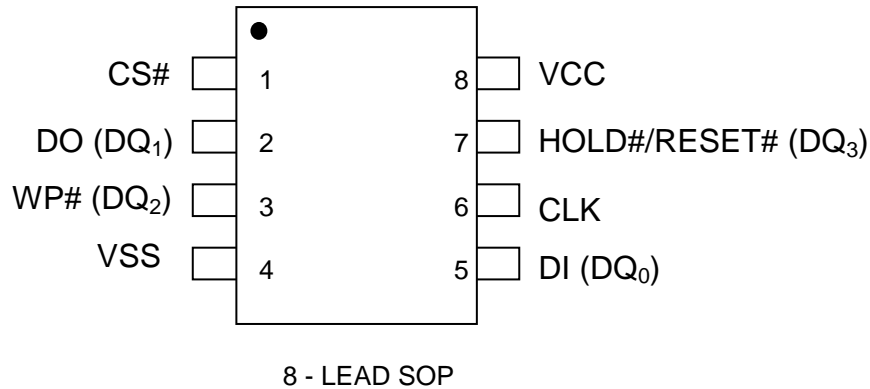 CS# 1 8 VCC
DO (DQ₁) 2 7 HOLD#/RESET# (DQ₃)
WP# (DQ₂) 3 6 CLK
VSS 4 5 DI (DQ₀)
8 - LEAD SOP